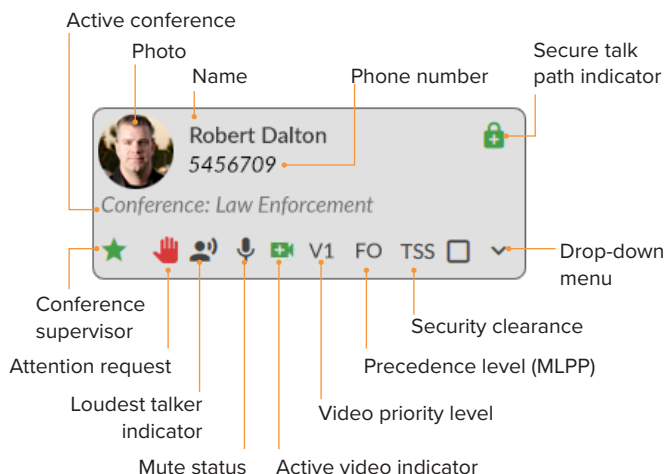 Active conference
Photo
Name
Phone number
Secure talk
path indicator
Robert Dalton
5456709
Conference: Law Enforcement
V1 FO TSS
Drop-down
menu
Conference
supervisor
Security clearance
Attention request
Precedence level (MLPP)
Loudest talker
indicator
Video priority level
Mute status
Active video indicator